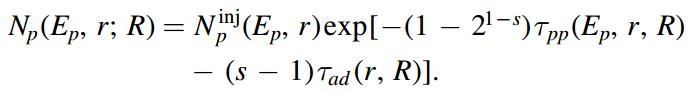 N_p(E_p, r; R) = N_p^{inj}(E_p, r)exp[−(1 − 2^{1−s})τ_{pp}(E_p, r, R)
− (s − 1)τ_{ad}(r, R)].